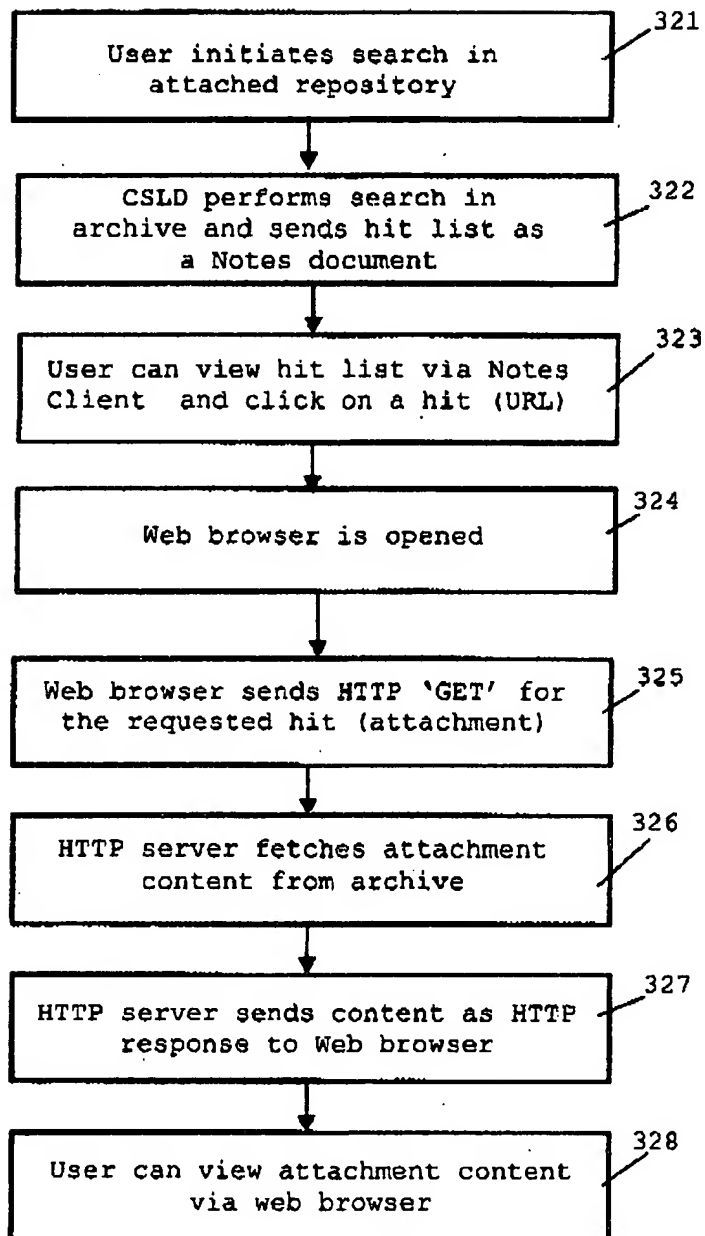 321
User initiates search in
attached repository
322
CSLD performs search in
archive and sends hit list as
a Notes document
323
User can view hit list via Notes
Client and click on a hit (URL)
324
Web browser is opened
325
Web browser sends HTTP 'GET' for
the requested hit (attachment)
326
HTTP server fetches attachment
content from archive
327
HTTP server sends content as HTTP
response to Web browser
328
User can view attachment content
via web browser